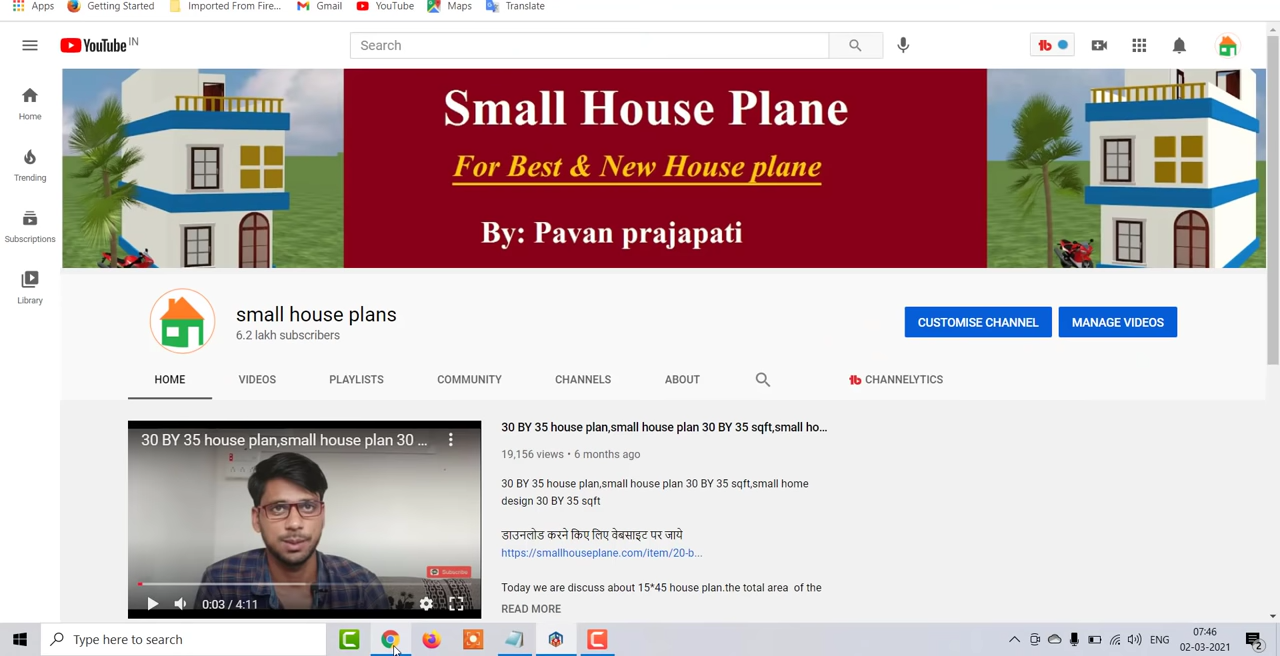 Apps Getting Started Imported From Fire... Gmail YouTube Maps Translate
YouTube IN Search tb
Small House Plane
For Best & New House plane
By: Pavan prajapati
Home
Trending
Subscriptions
Library
small house plans
6.2 lakh subscribers
CUSTOMISE CHANNEL MANAGE VIDEOS
HOME VIDEOS PLAYLISTS COMMUNITY CHANNELS ABOUT tb CHANNELYTICS
30 BY 35 house plan,small house plan 30 ...
Subscribe
0:03 / 4:11
30 BY 35 house plan,small house plan 30 BY 35 sqft,small ho...
19,156 views • 6 months ago
30 BY 35 house plan,small house plan 30 BY 35 sqft,small home
design 30 BY 35 sqft
डाउनलोड करने किए लिए वेबसाइट पर जाये
https://smallhouseplane.com/item/20-b...
Today we are discuss about 15*45 house plan.the total area of the
READ MORE
Type here to search
ENG
07:46
02-03-2021
2